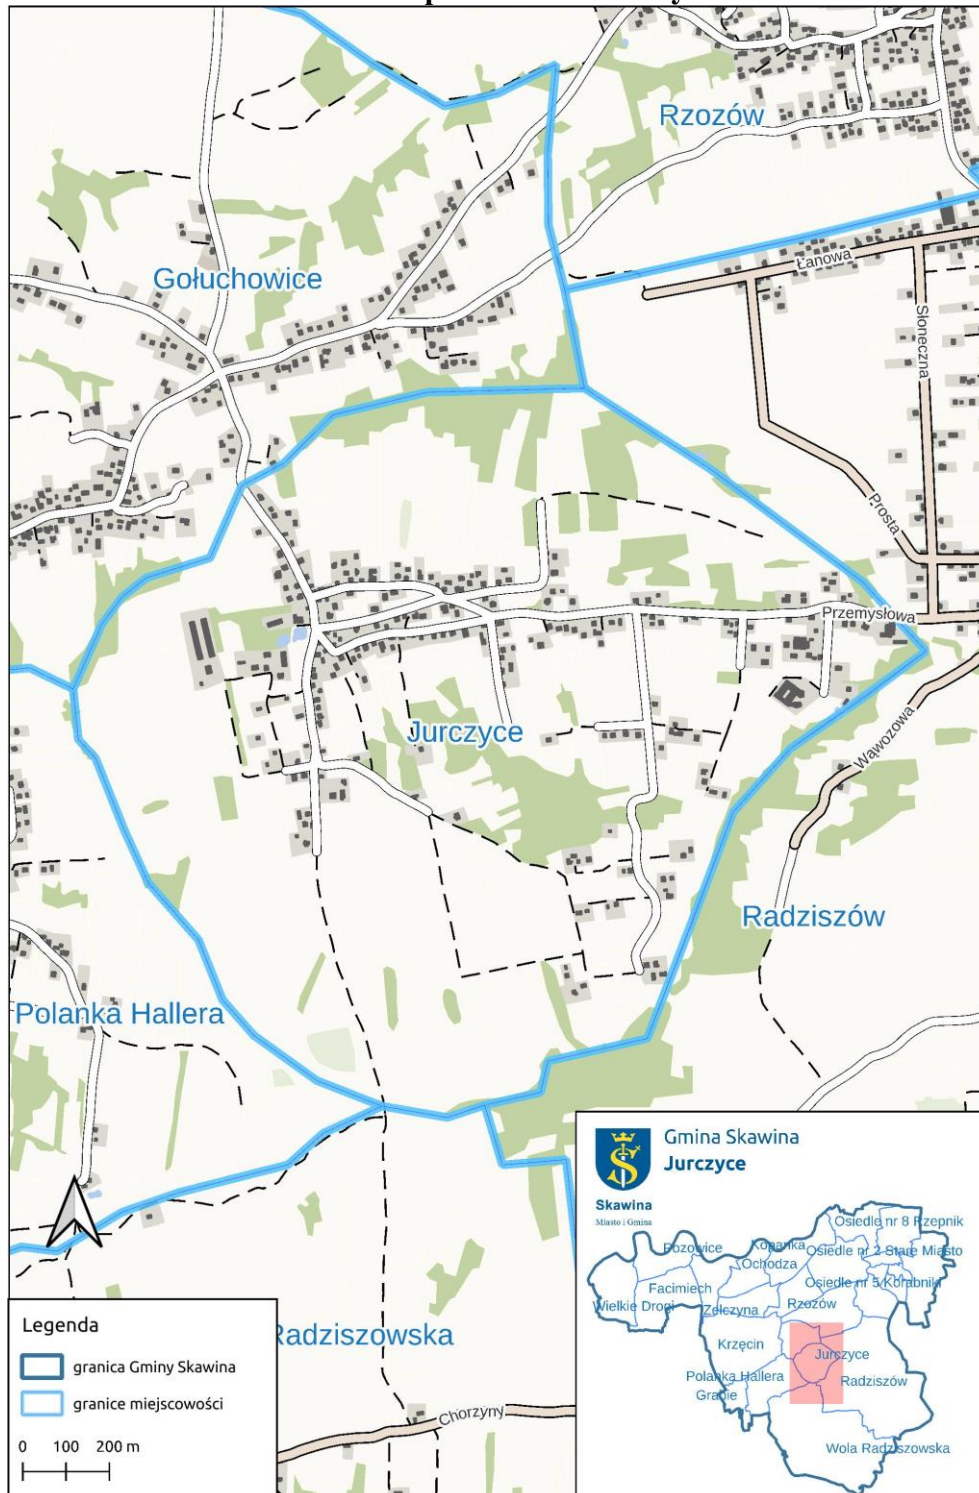 Rzozów
Gołuchowice
Łanowa
Słoneczna
Prosta
Przemysłowa
Jurczyce
Wąwozowa
Radziszów
Polanka Hallera
Radziszowska
Chorzyny
Legenda
granica Gminy Skawina
granice miejscowości
0 100 200 m
Gmina Skawina
Jurczyce
Skawina
Miasto i Gmina
Osiedle nr 8 Rzepnik
Pozowice
Kopanka
Osiedle nr 2 Stare Miasto
Ochodza
Facimiech
Osiedle nr 5 Korabniki
Wielkie Drogi
Zelczyna
Rzozów
Krzęcin
Jurczyce
Polanka Hallera
Radziszów
Grabie
Wola Radziszowska